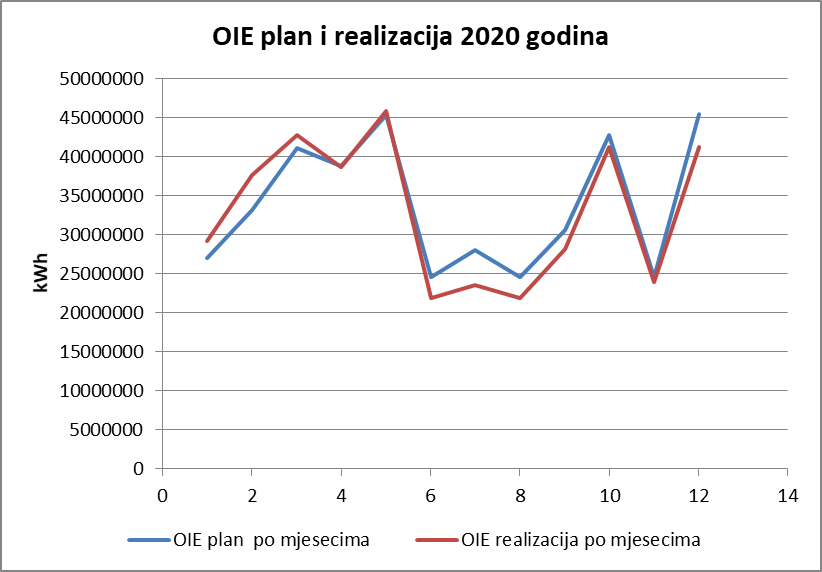 OIE plan i realizacija 2020 godina
50000000
45000000
40000000
35000000
30000000
25000000
20000000
15000000
10000000
5000000
0
kWh
0 2 4 6 8 10 12 14
OIE plan po mjesecima OIE realizacija po mjesecima